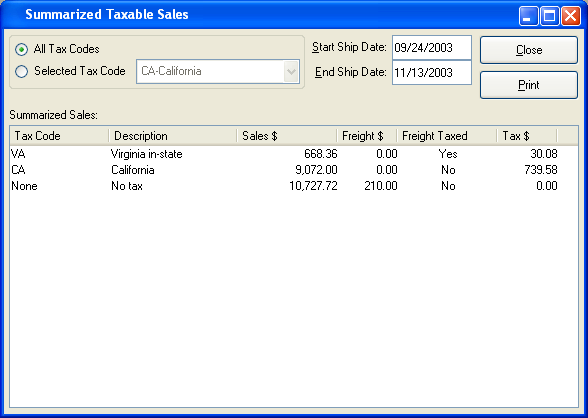 Summarized Taxable Sales
All Tax Codes
Selected Tax Code CA-California
Start Ship Date: 09/24/2003
End Ship Date: 11/13/2003
Close
Print
Summarized Sales:
Tax Code Description Sales $ Freight $ Freight Taxed Tax $
VA Virginia in-state 668.36 0.00 Yes 30.08
CA California 9,072.00 0.00 No 739.58
None No tax 10,727.72 210.00 No 0.00